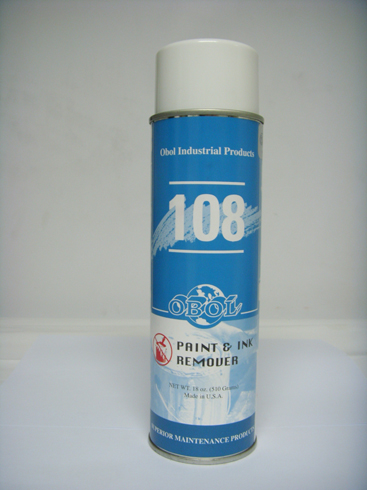 Obol Industrial Products
108
OBOL
PAINT & INK
REMOVER
NET WT. 18 oz. (510 Grams)
Made in U.S.A.
SUPERIOR MAINTENANCE PRODUCTS